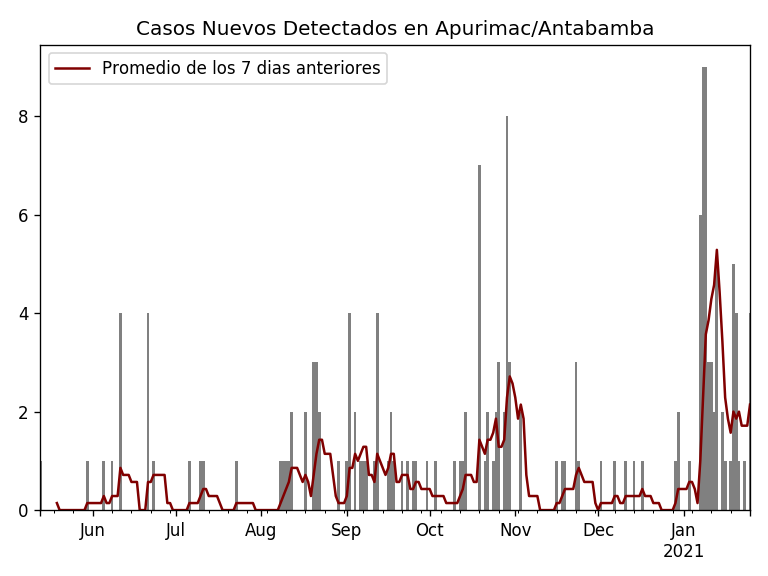 Casos Nuevos Detectados en Apurimac/Antabamba
Promedio de los 7 dias anteriores
8
6
4
2
0
Jun Jul Aug Sep Oct Nov Dec Jan
2021